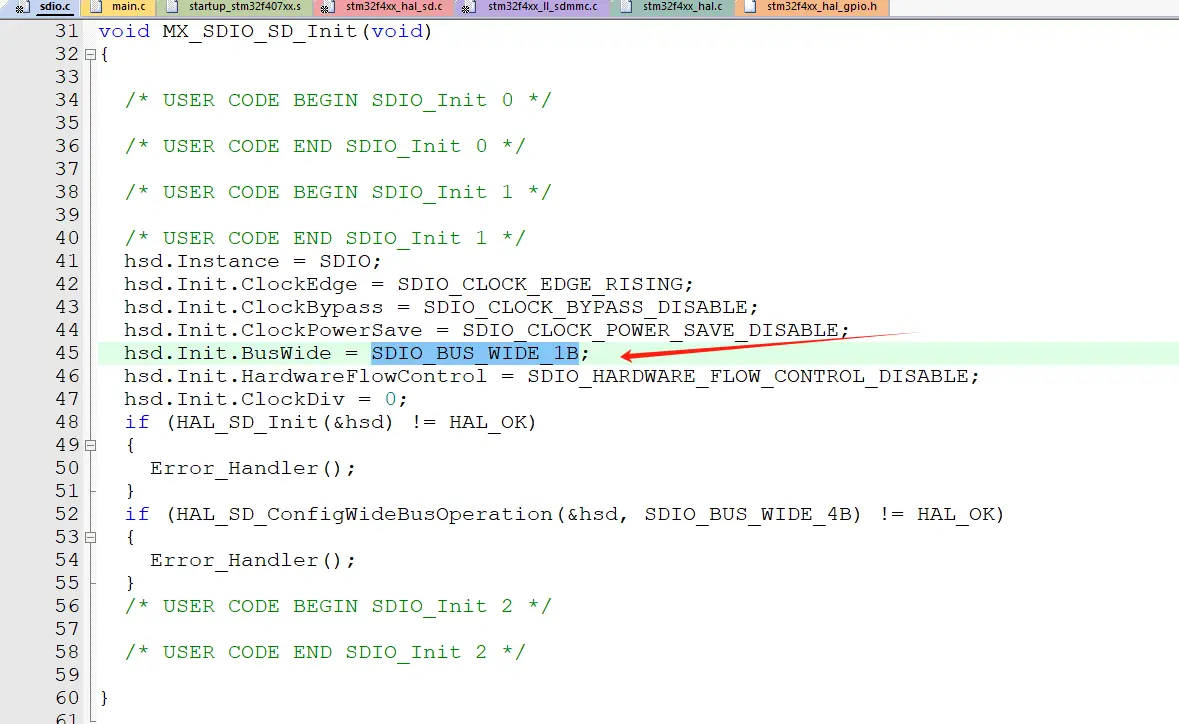 sdio.c main.c startup_stm32f407xx.s stm32f4xx_hal_sd.c stm32f4xx_ll_sdmmc.c stm32f4xx_hal.c stm32f4xx_hal_gpio.h
31 void MX_SDIO_SD_Init(void)
32 {
33
34 /* USER CODE BEGIN SDIO_Init 0 */
35
36 /* USER CODE END SDIO_Init 0 */
37
38 /* USER CODE BEGIN SDIO_Init 1 */
39
40 /* USER CODE END SDIO_Init 1 */
41 hsd.Instance = SDIO;
42 hsd.Init.ClockEdge = SDIO_CLOCK_EDGE_RISING;
43 hsd.Init.ClockBypass = SDIO_CLOCK_BYPASS_DISABLE;
44 hsd.Init.ClockPowerSave = SDIO_CLOCK_POWER_SAVE_DISABLE;
45 hsd.Init.BusWide = SDIO_BUS_WIDE_1B;
46 hsd.Init.HardwareFlowControl = SDIO_HARDWARE_FLOW_CONTROL_DISABLE;
47 hsd.Init.ClockDiv = 0;
48 if (HAL_SD_Init(&hsd) != HAL_OK)
49 {
50 Error_Handler();
51 }
52 if (HAL_SD_ConfigWideBusOperation(&hsd, SDIO_BUS_WIDE_4B) != HAL_OK)
53 {
54 Error_Handler();
55 }
56 /* USER CODE BEGIN SDIO_Init 2 */
57
58 /* USER CODE END SDIO_Init 2 */
59
60 }
61